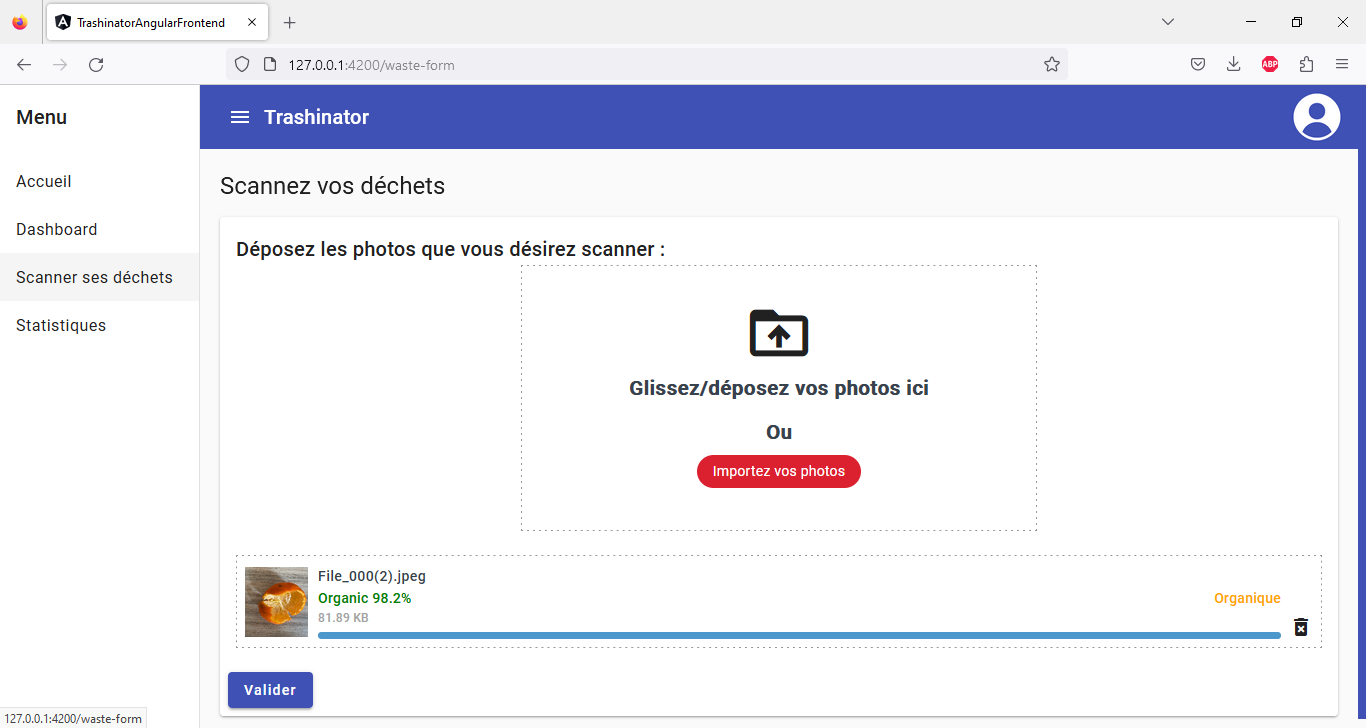 TrashinatorAngularFrontend
127.0.0.1:4200/waste-form
ABP
Menu
Trashinator
Accueil
Dashboard
Scanner ses déchets
Statistiques
Scannez vos déchets
Déposez les photos que vous désirez scanner :
Glissez/déposez vos photos ici
Ou
Importez vos photos
File_000(2).jpeg
Organic 98.2%
Organique
81.89 KB
Valider
127.0.0.1:4200/waste-form